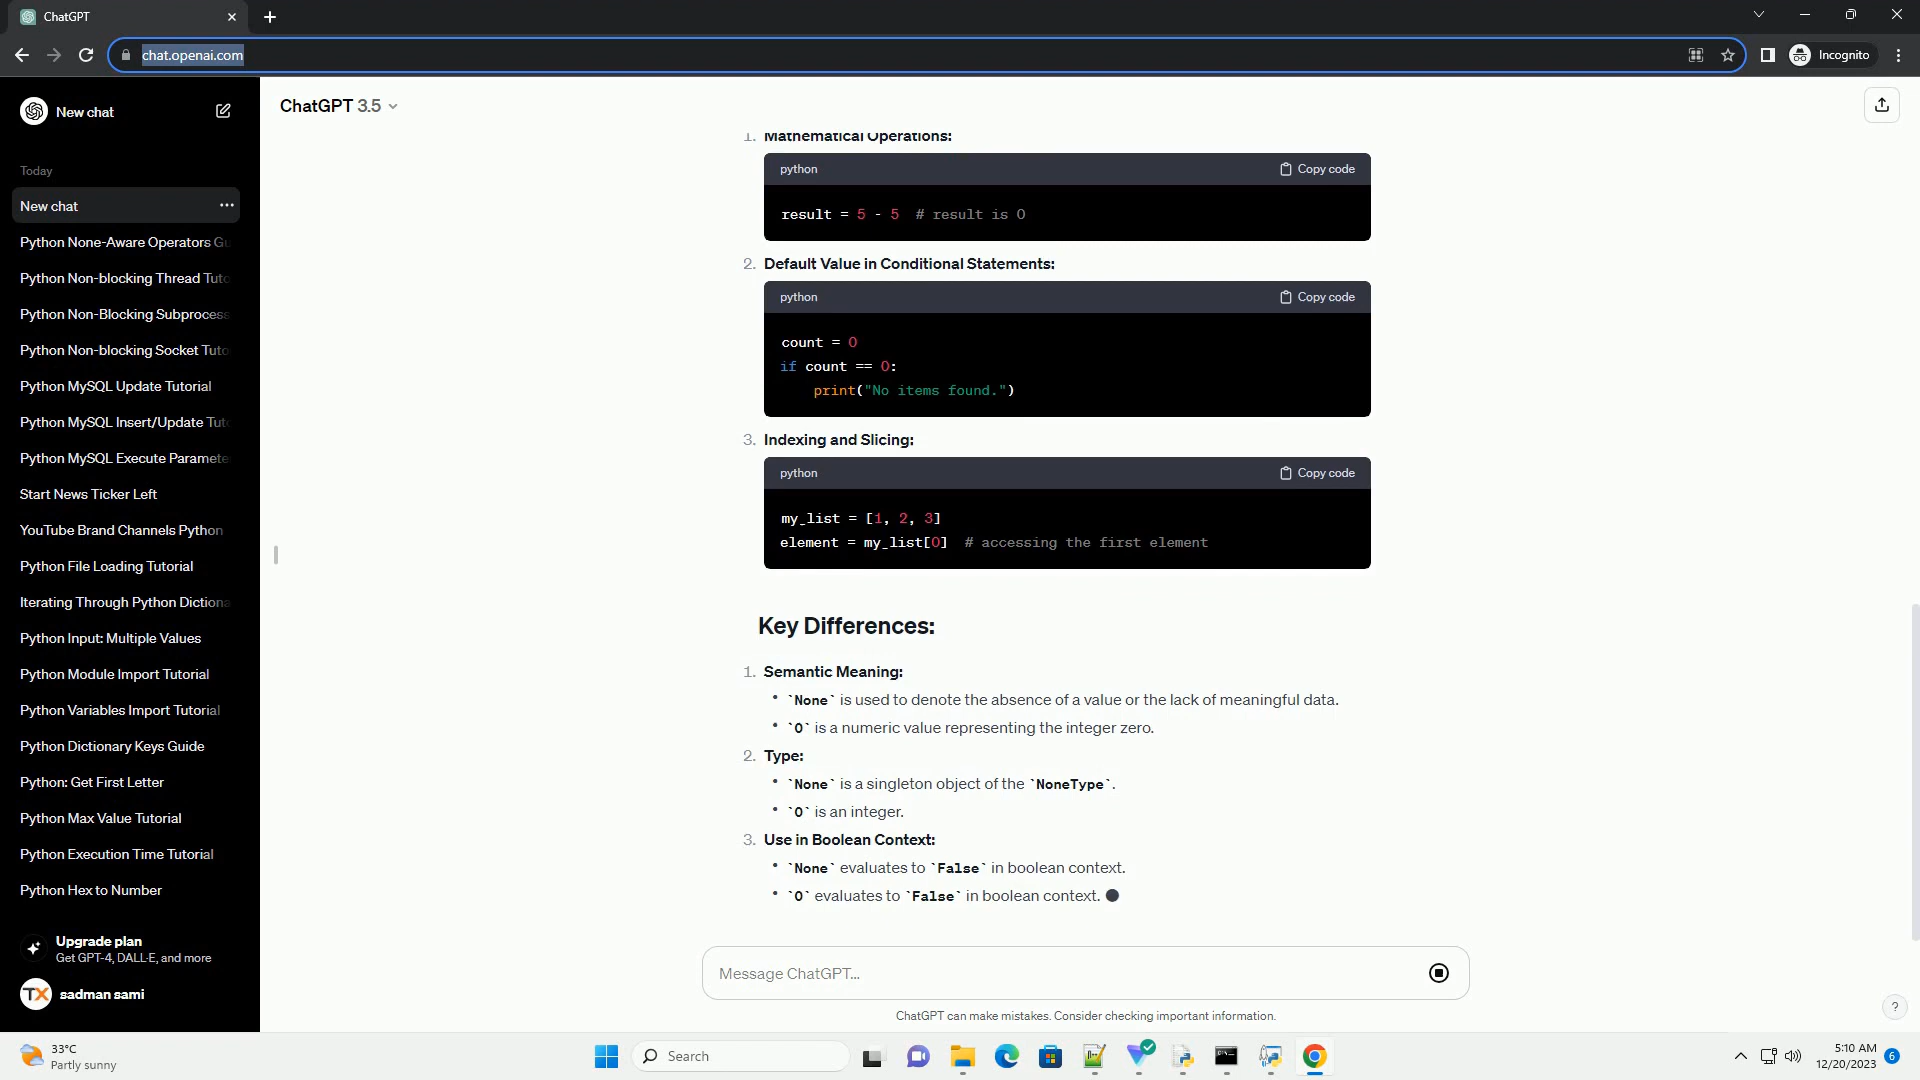 ChatGPT
chat.openai.com
Incognito
New chat
ChatGPT 3.5
Today
New chat
Python None-Aware Operators Gu
Python Non-blocking Thread Tuto
Python Non-Blocking Subprocess
Python Non-blocking Socket Tuto
Python MySQL Update Tutorial
Python MySQL Insert/Update Tuto
Python MySQL Execute Paramete
Start News Ticker Left
YouTube Brand Channels Python
Python File Loading Tutorial
Iterating Through Python Dictiona
Python Input: Multiple Values
Python Module Import Tutorial
Python Variables Import Tutorial
Python Dictionary Keys Guide
Python: Get First Letter
Python Max Value Tutorial
Python Execution Time Tutorial
Python Hex to Number
Upgrade plan
Get GPT-4, DALL·E, and more
TX sadman sami
1. Mathematical Operations:
python Copy code
result = 5 - 5  # result is 0
2. Default Value in Conditional Statements:
python Copy code
count = 0
if count == 0:
    print("No items found.")
3. Indexing and Slicing:
python Copy code
my_list = [1, 2, 3]
element = my_list[0]  # accessing the first element
Key Differences:
1. Semantic Meaning:
• `None` is used to denote the absence of a value or the lack of meaningful data.
• `0` is a numeric value representing the integer zero.
2. Type:
• `None` is a singleton object of the `NoneType`.
• `0` is an integer.
3. Use in Boolean Context:
• `None` evaluates to `False` in boolean context.
• `0` evaluates to `False` in boolean context.
Message ChatGPT...
ChatGPT can make mistakes. Consider checking important information.
?
33°C
Partly sunny
Search
5:10 AM
12/20/2023
6